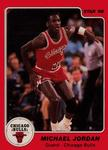 STAR '86
CHICAGO
BULLS
MICHAEL JORDAN
Guard - Chicago Bulls